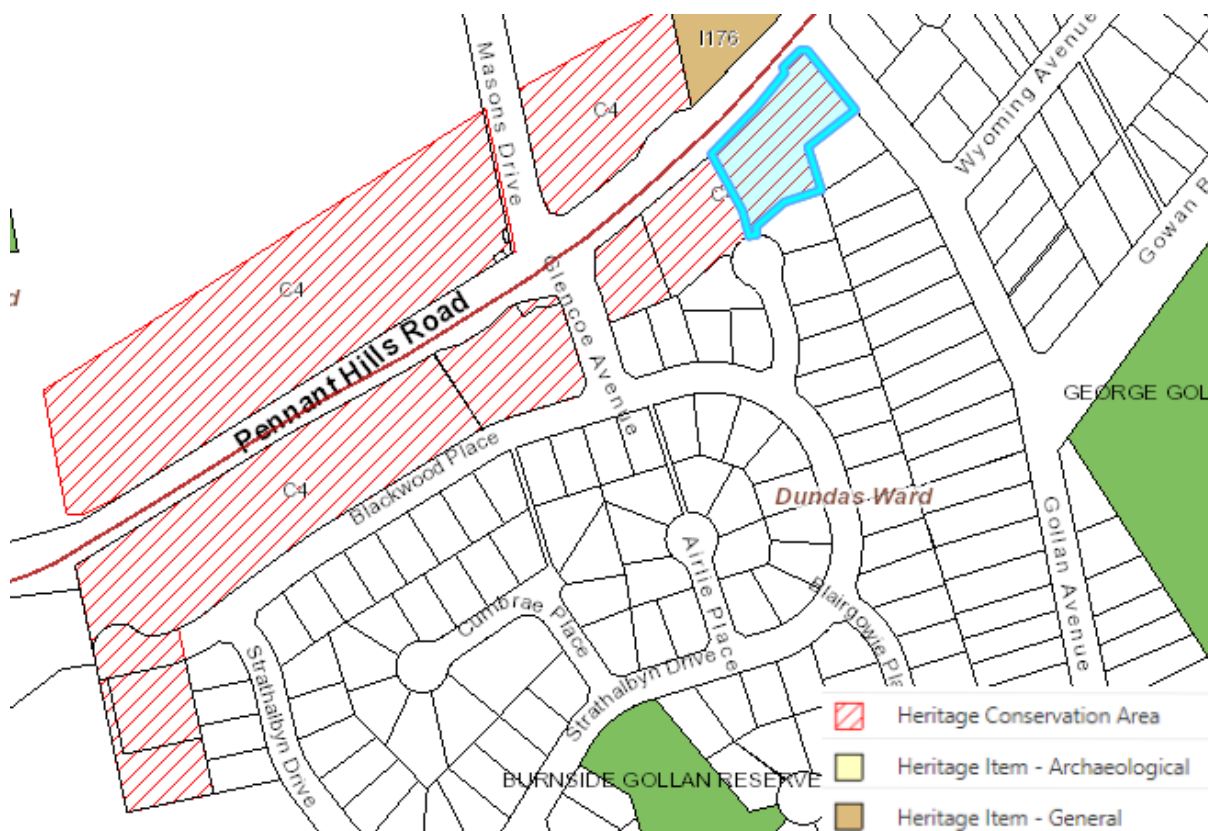 I176
Masons Drive
C4
Wyoming Avenue
C4
Gowan B
d
C4
Glencoe Avenue
Pennant Hills Road
GEORGE GOL
Blackwood Place
C4
Dundas Ward
Gollan Avenue
Airlie Place
Cumbrae Place
Blairgowie Pla
Strathalbyn Drive
Strathalbyn Drive
BURNSIDE GOLLAN RESERVE
Heritage Conservation Area
Heritage Item - Archaeological
Heritage Item - General